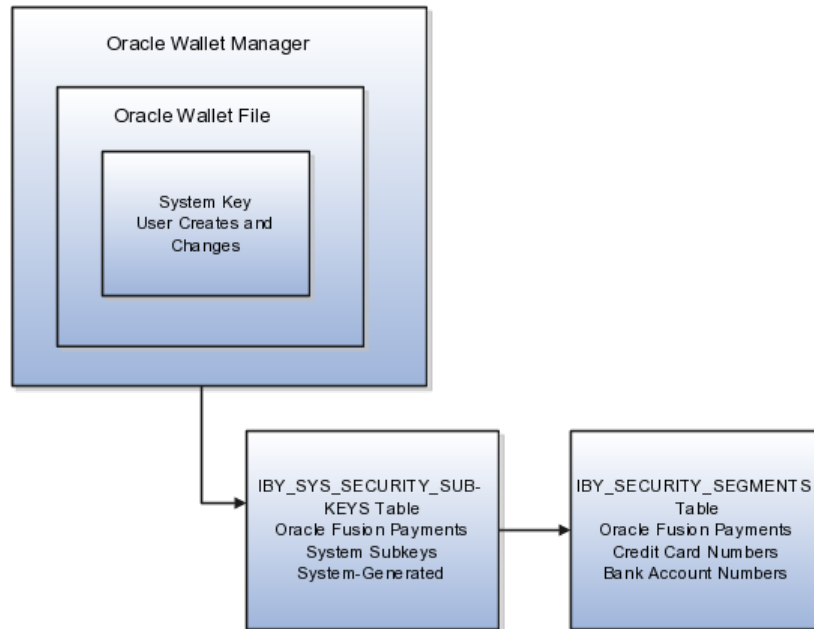 Oracle Wallet Manager
Oracle Wallet File
System Key
User Creates and
Changes
IBY_SYS_SECURITY_SUB-
KEYS Table
Oracle Fusion Payments
System Subkeys
System-Generated
IBY_SECURITY_SEGMENTS
Table
Oracle Fusion Payments
Credit Card Numbers
Bank Account Numbers